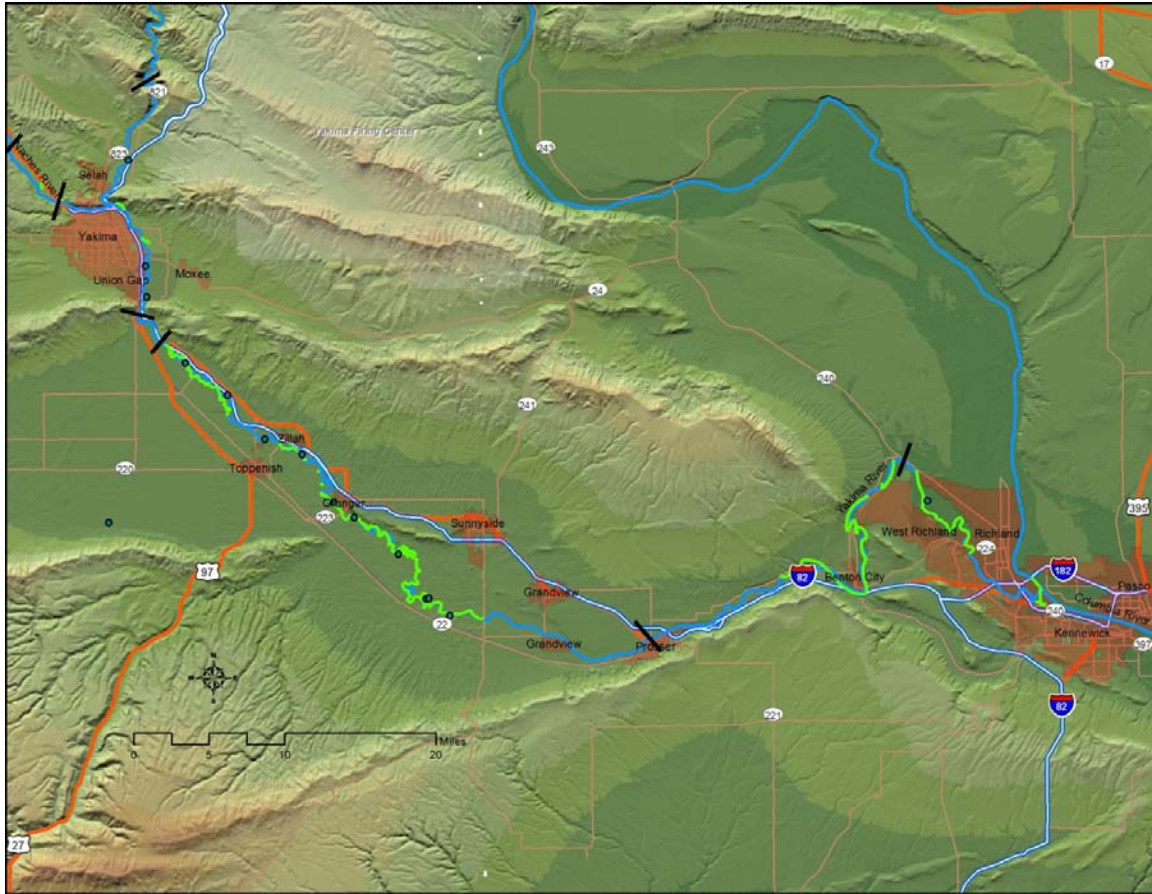 17
821
Yakima Firing Center
243
823
Naches River
Selah
Yakima
Moxee
Union Gap
24
240
241
Zillah
Toppenish
220
Yakima River
Granger
223
Sunnyside
395
West Richland
Richland
224
97
82
Benton City
182
Pasco
Grandview
Columbia River
240
22
Kennewick
397
Grandview
Prosser
N
W
E
S
82
221
Miles
0
5
10
20
27